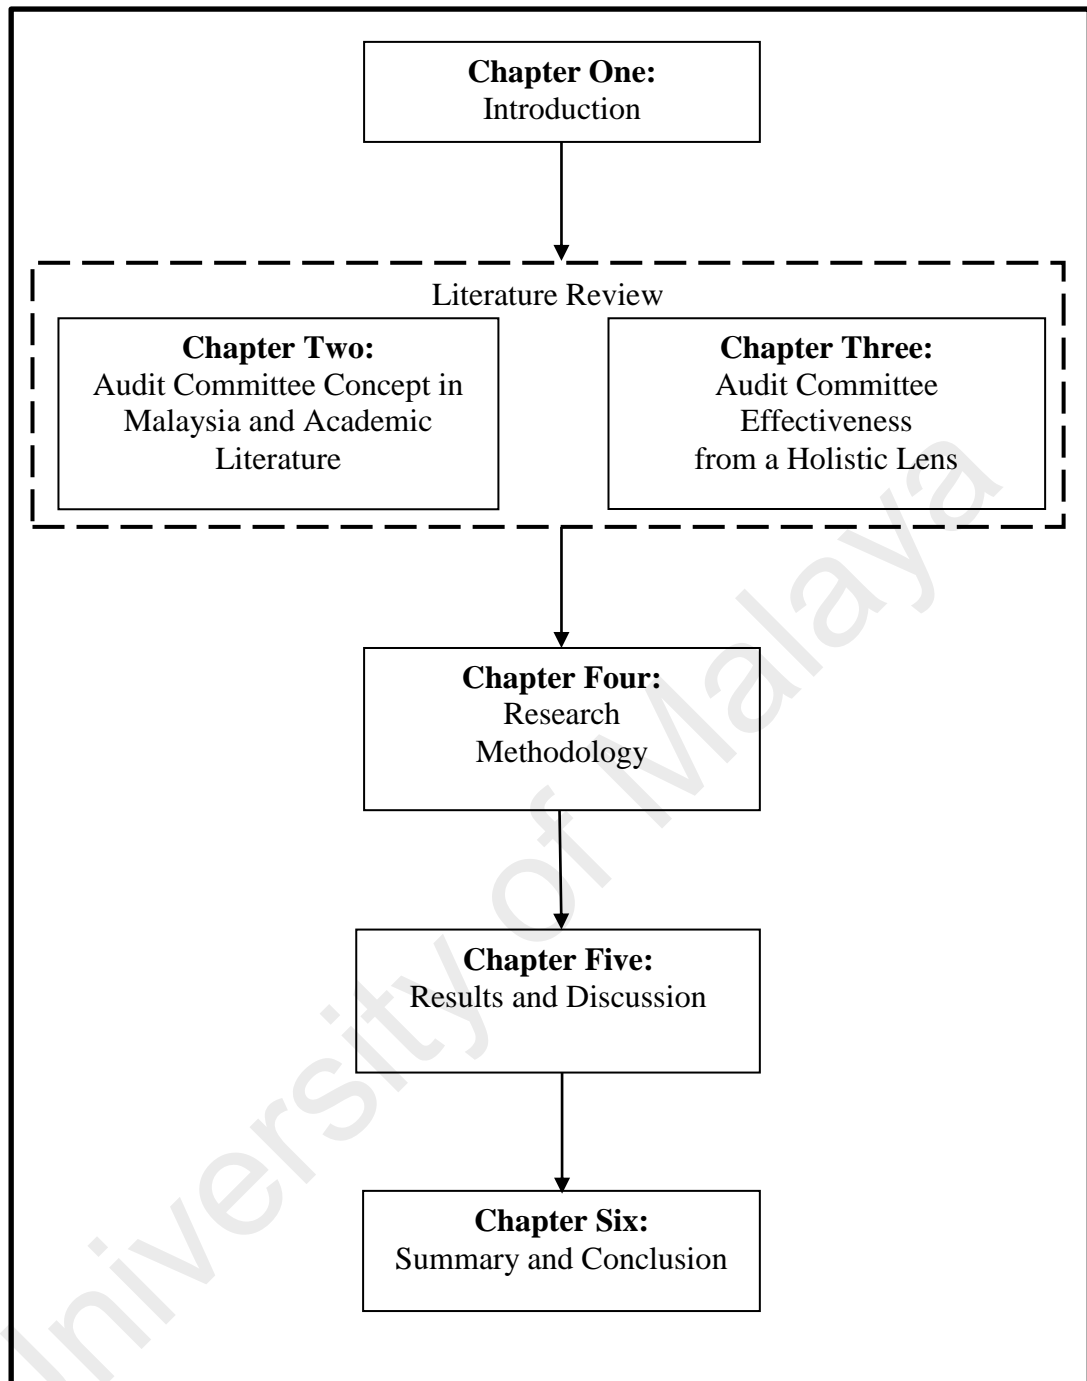 Chapter One:
Introduction
Literature Review
Chapter Two:
Audit Committee Concept in
Malaysia and Academic
Literature
Chapter Three:
Audit Committee
Effectiveness
from a Holistic Lens
Chapter Four:
Research
Methodology
Chapter Five:
Results and Discussion
Chapter Six:
Summary and Conclusion
University of Malaya